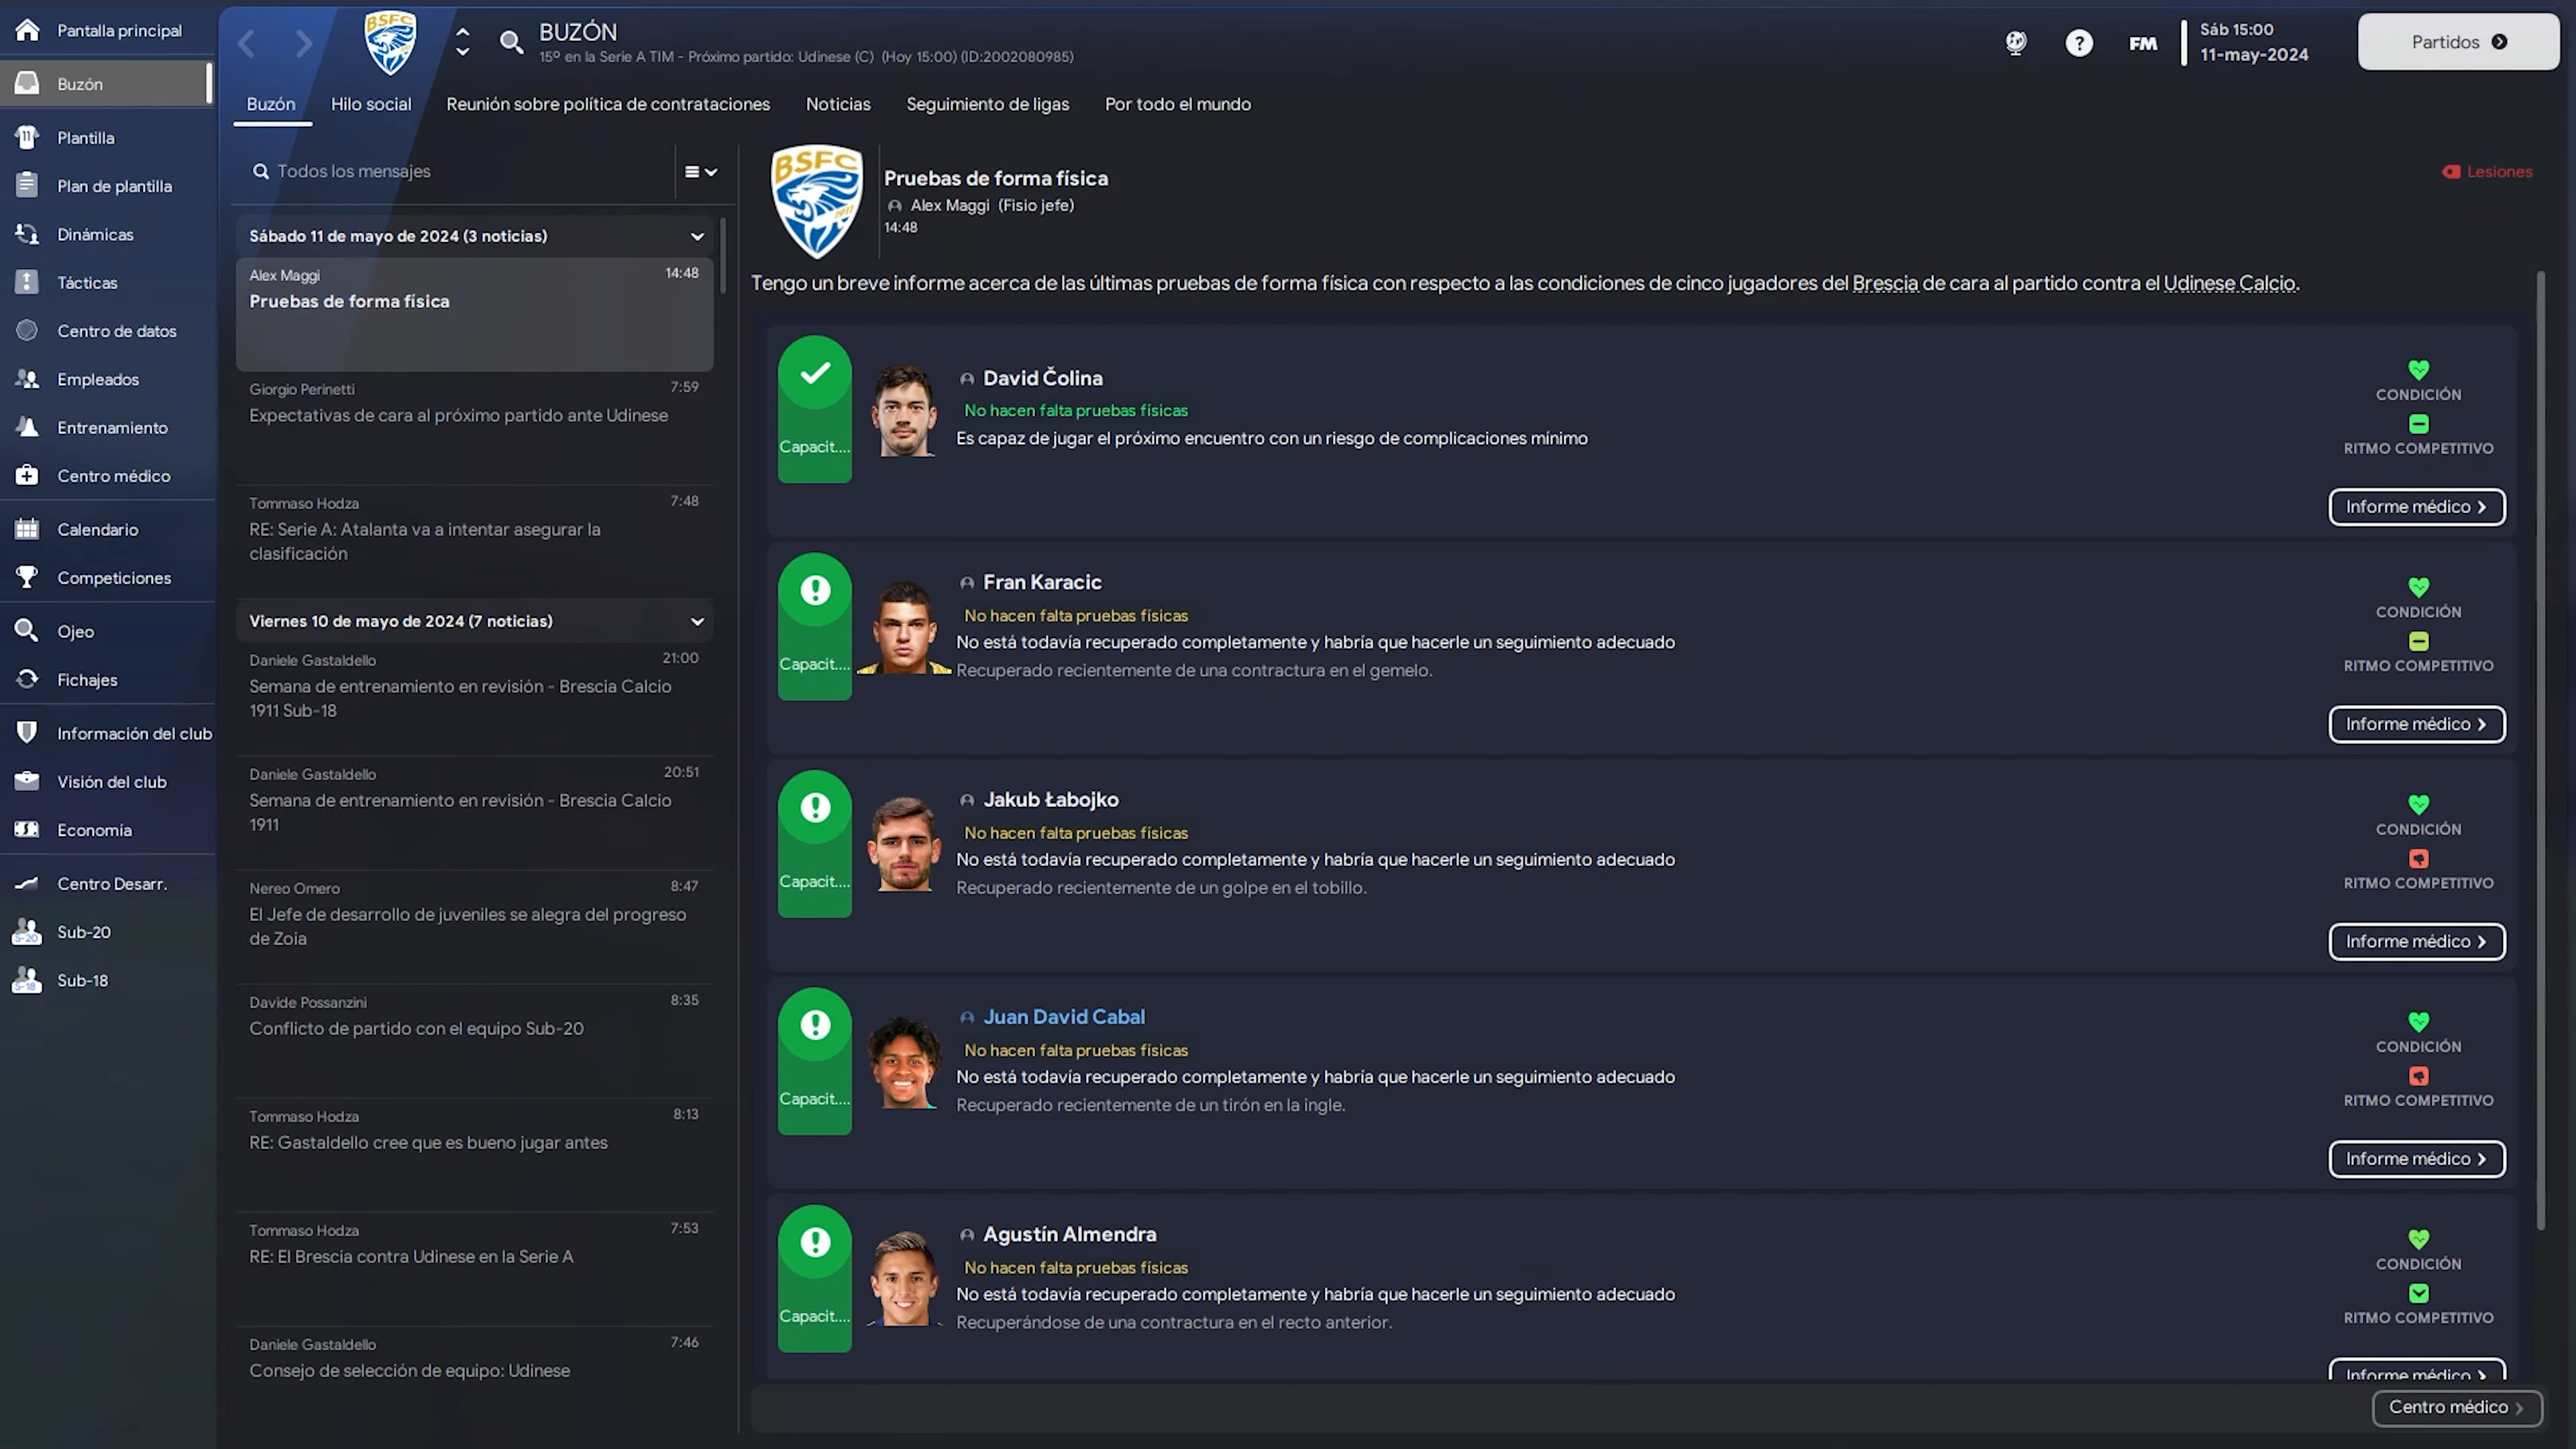 Pantalla principal
Buzón
Plantilla
Plan de plantilla
Dinámicas
Tácticas
Centro de datos
Empleados
Entrenamiento
Centro médico
Calendario
Competiciones
Ojeo
Fichajes
Información del club
Visión del club
Economía
Centro Desarr.
S-20
Sub-20
S-18
Sub-18
BSFC
BUZÓN
15º en la Serie A TIM - Próximo partido: Udinese (C) (Hoy 15:00) (ID:2002080985)
FM
Sáb 15:00
11-may-2024
Partidos
Buzón
Hilo social
Reunión sobre política de contrataciones
Noticias
Seguimiento de ligas
Por todo el mundo
Todos los mensajes
Sábado 11 de mayo de 2024 (3 noticias)
Alex Maggi
14:48
Pruebas de forma física
Giorgio Perinetti
7:59
Expectativas de cara al próximo partido ante Udinese
Tommaso Hodza
7:48
RE: Serie A: Atalanta va a intentar asegurar la
clasificación
Viernes 10 de mayo de 2024 (7 noticias)
Daniele Gastaldello
21:00
Semana de entrenamiento en revisión - Brescia Calcio
1911 Sub-18
Daniele Gastaldello
20:51
Semana de entrenamiento en revisión - Brescia Calcio
1911
Nereo Omero
8:47
El Jefe de desarrollo de juveniles se alegra del progreso
de Zoia
Davide Possanzini
8:35
Conflicto de partido con el equipo Sub-20
Tommaso Hodza
8:13
RE: Gastaldello cree que es bueno jugar antes
Tommaso Hodza
7:53
RE: El Brescia contra Udinese en la Serie A
Daniele Gastaldello
7:46
Consejo de selección de equipo: Udinese
BSFC
1911
Pruebas de forma física
Alex Maggi (Fisio jefe)
14:48
Lesiones
Tengo un breve informe acerca de las últimas pruebas de forma física con respecto a las condiciones de cinco jugadores del Brescia de cara al partido contra el Udinese Calcio.
Capacit....
David Čolina
No hacen falta pruebas físicas
Es capaz de jugar el próximo encuentro con un riesgo de complicaciones mínimo
CONDICIÓN
RITMO COMPETITIVO
Informe médico
Capacit....
Fran Karacic
No hacen falta pruebas físicas
No está todavía recuperado completamente y habría que hacerle un seguimiento adecuado
Recuperado recientemente de una contractura en el gemelo.
CONDICIÓN
RITMO COMPETITIVO
Informe médico
Capacit....
Jakub Łabojko
No hacen falta pruebas físicas
No está todavía recuperado completamente y habría que hacerle un seguimiento adecuado
Recuperado recientemente de un golpe en el tobillo.
CONDICIÓN
RITMO COMPETITIVO
Informe médico
Capacit....
Juan David Cabal
No hacen falta pruebas físicas
No está todavía recuperado completamente y habría que hacerle un seguimiento adecuado
Recuperado recientemente de un tirón en la ingle.
CONDICIÓN
RITMO COMPETITIVO
Informe médico
Capacit....
Agustín Almendra
No hacen falta pruebas físicas
No está todavía recuperado completamente y habría que hacerle un seguimiento adecuado
Recuperándose de una contractura en el recto anterior.
CONDICIÓN
RITMO COMPETITIVO
Informe médico
Centro médico